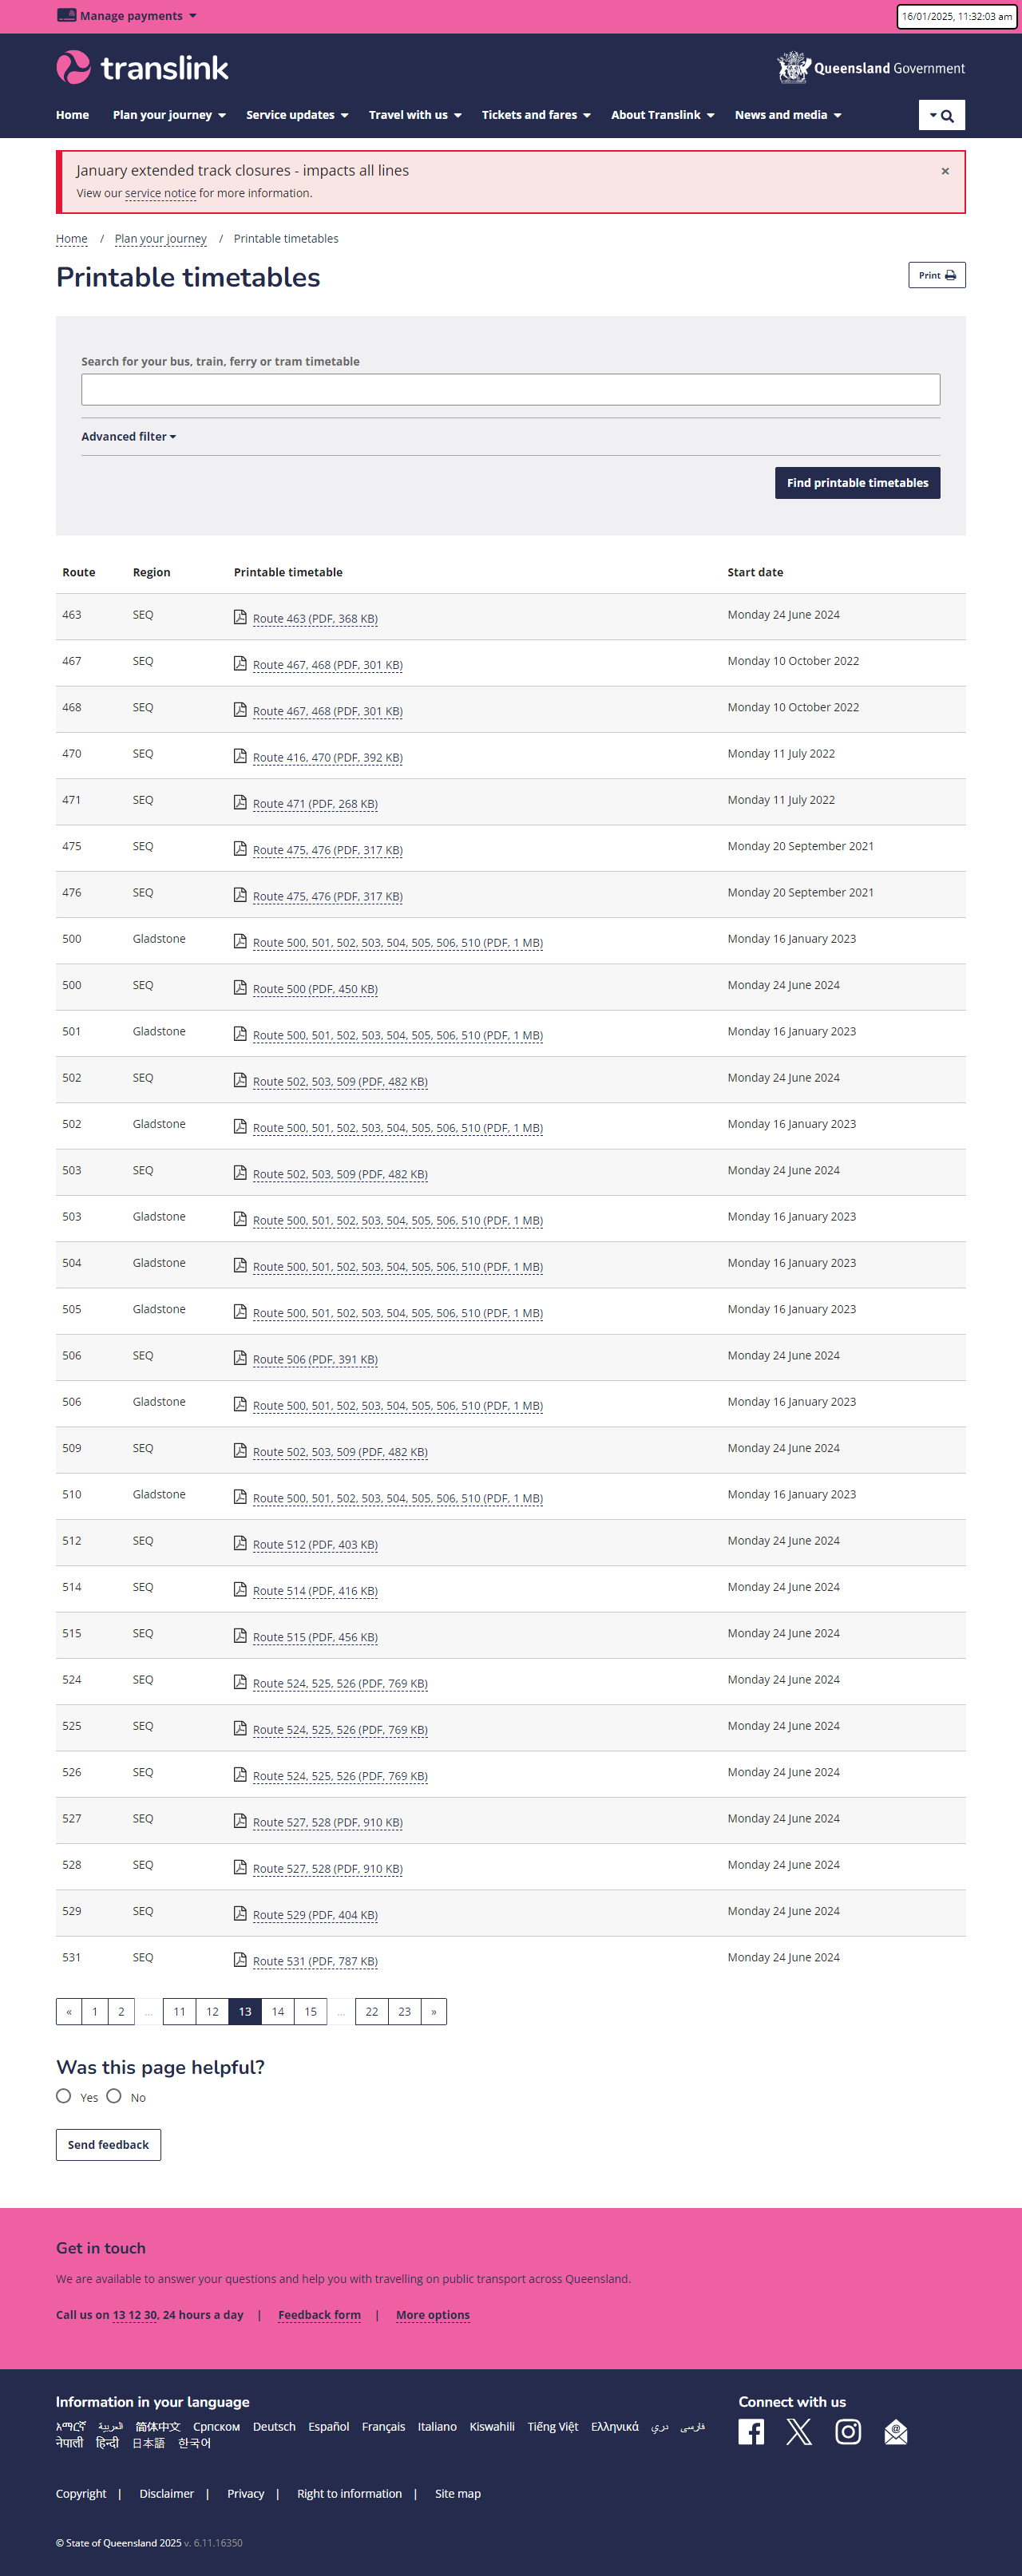 Manage payments
16/01/2025, 11:32:03 am
translink
Queensland Government
Home Plan your journey Service updates Travel with us Tickets and fares About Translink News and media
January extended track closures - impacts all lines ×
View our service notice for more information.
Home / Plan your journey / Printable timetables
Printable timetables
Print
Search for your bus, train, ferry or tram timetable
Advanced filter
Find printable timetables
Route Region Printable timetable Start date
463 SEQ Route 463 (PDF, 368 KB) Monday 24 June 2024
467 SEQ Route 467, 468 (PDF, 301 KB) Monday 10 October 2022
468 SEQ Route 467, 468 (PDF, 301 KB) Monday 10 October 2022
470 SEQ Route 416, 470 (PDF, 392 KB) Monday 11 July 2022
471 SEQ Route 471 (PDF, 268 KB) Monday 11 July 2022
475 SEQ Route 475, 476 (PDF, 317 KB) Monday 20 September 2021
476 SEQ Route 475, 476 (PDF, 317 KB) Monday 20 September 2021
500 Gladstone Route 500, 501, 502, 503, 504, 505, 506, 510 (PDF, 1 MB) Monday 16 January 2023
500 SEQ Route 500 (PDF, 450 KB) Monday 24 June 2024
501 Gladstone Route 500, 501, 502, 503, 504, 505, 506, 510 (PDF, 1 MB) Monday 16 January 2023
502 SEQ Route 502, 503, 509 (PDF, 482 KB) Monday 24 June 2024
502 Gladstone Route 500, 501, 502, 503, 504, 505, 506, 510 (PDF, 1 MB) Monday 16 January 2023
503 SEQ Route 502, 503, 509 (PDF, 482 KB) Monday 24 June 2024
503 Gladstone Route 500, 501, 502, 503, 504, 505, 506, 510 (PDF, 1 MB) Monday 16 January 2023
504 Gladstone Route 500, 501, 502, 503, 504, 505, 506, 510 (PDF, 1 MB) Monday 16 January 2023
505 Gladstone Route 500, 501, 502, 503, 504, 505, 506, 510 (PDF, 1 MB) Monday 16 January 2023
506 SEQ Route 506 (PDF, 391 KB) Monday 24 June 2024
506 Gladstone Route 500, 501, 502, 503, 504, 505, 506, 510 (PDF, 1 MB) Monday 16 January 2023
509 SEQ Route 502, 503, 509 (PDF, 482 KB) Monday 24 June 2024
510 Gladstone Route 500, 501, 502, 503, 504, 505, 506, 510 (PDF, 1 MB) Monday 16 January 2023
512 SEQ Route 512 (PDF, 403 KB) Monday 24 June 2024
514 SEQ Route 514 (PDF, 416 KB) Monday 24 June 2024
515 SEQ Route 515 (PDF, 456 KB) Monday 24 June 2024
524 SEQ Route 524, 525, 526 (PDF, 769 KB) Monday 24 June 2024
525 SEQ Route 524, 525, 526 (PDF, 769 KB) Monday 24 June 2024
526 SEQ Route 524, 525, 526 (PDF, 769 KB) Monday 24 June 2024
527 SEQ Route 527, 528 (PDF, 910 KB) Monday 24 June 2024
528 SEQ Route 527, 528 (PDF, 910 KB) Monday 24 June 2024
529 SEQ Route 529 (PDF, 404 KB) Monday 24 June 2024
531 SEQ Route 531 (PDF, 787 KB) Monday 24 June 2024
« 1 2 ... 11 12 13 14 15 ... 22 23 »
Was this page helpful?
Yes No
Send feedback
Get in touch
We are available to answer your questions and help you with travelling on public transport across Queensland.
Call us on 13 12 30, 24 hours a day | Feedback form | More options
Information in your language Connect with us
አማርኛ العربية 简体中文 Српском Deutsch Español Français Italiano Kiswahili Tiếng Việt Ελληνικά دری فارسی
नेपाली हिन्दी 日本語 한국어
Copyright | Disclaimer | Privacy | Right to information | Site map
© State of Queensland 2025 v. 6.11.16350